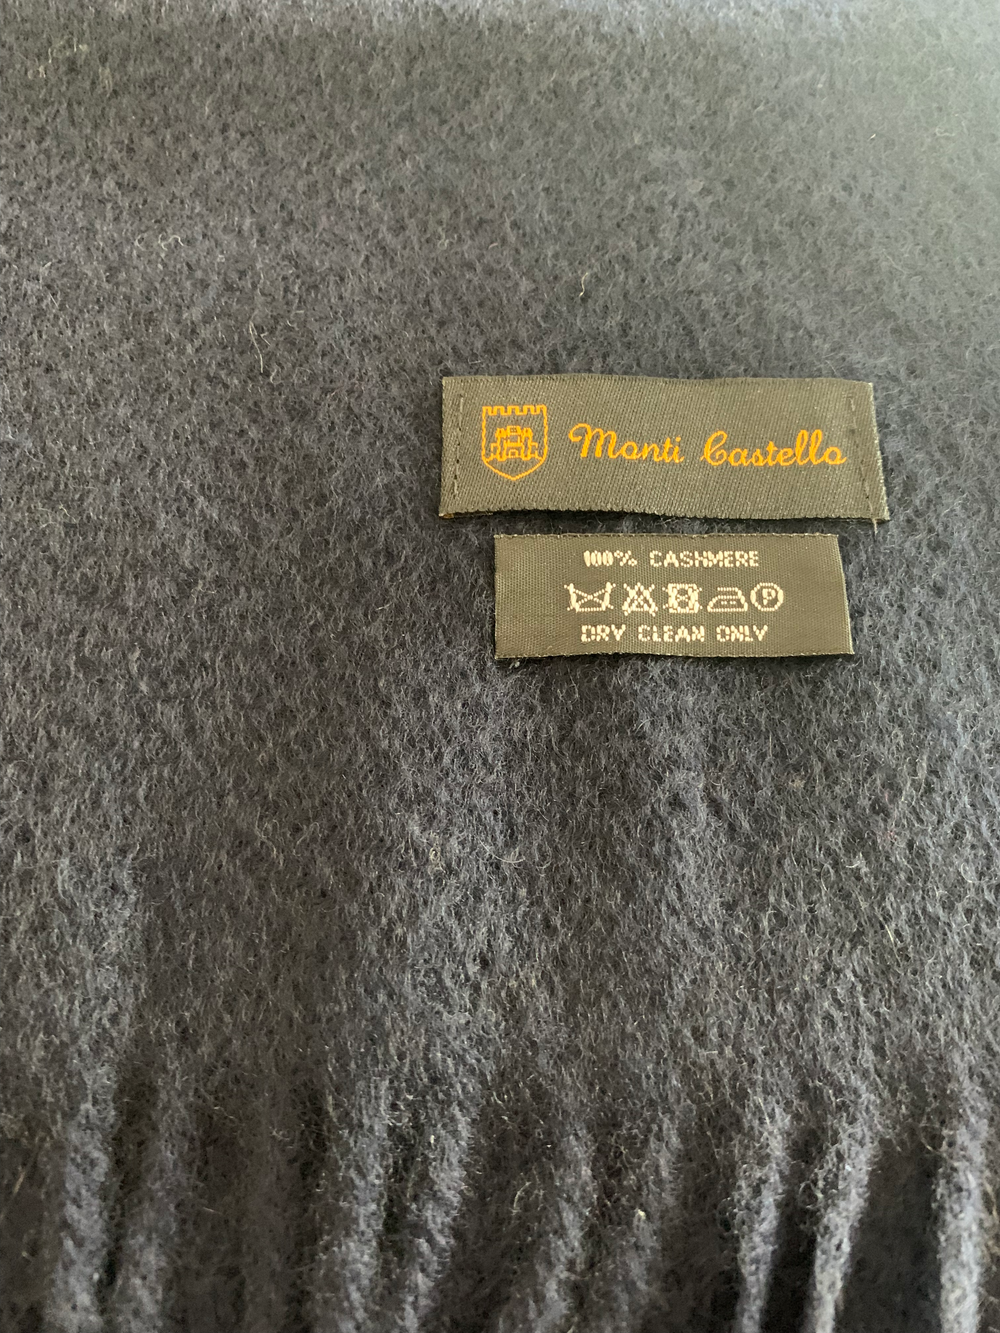 Monti Castello
100% CASHMERE
P
DRY CLEAN ONLY